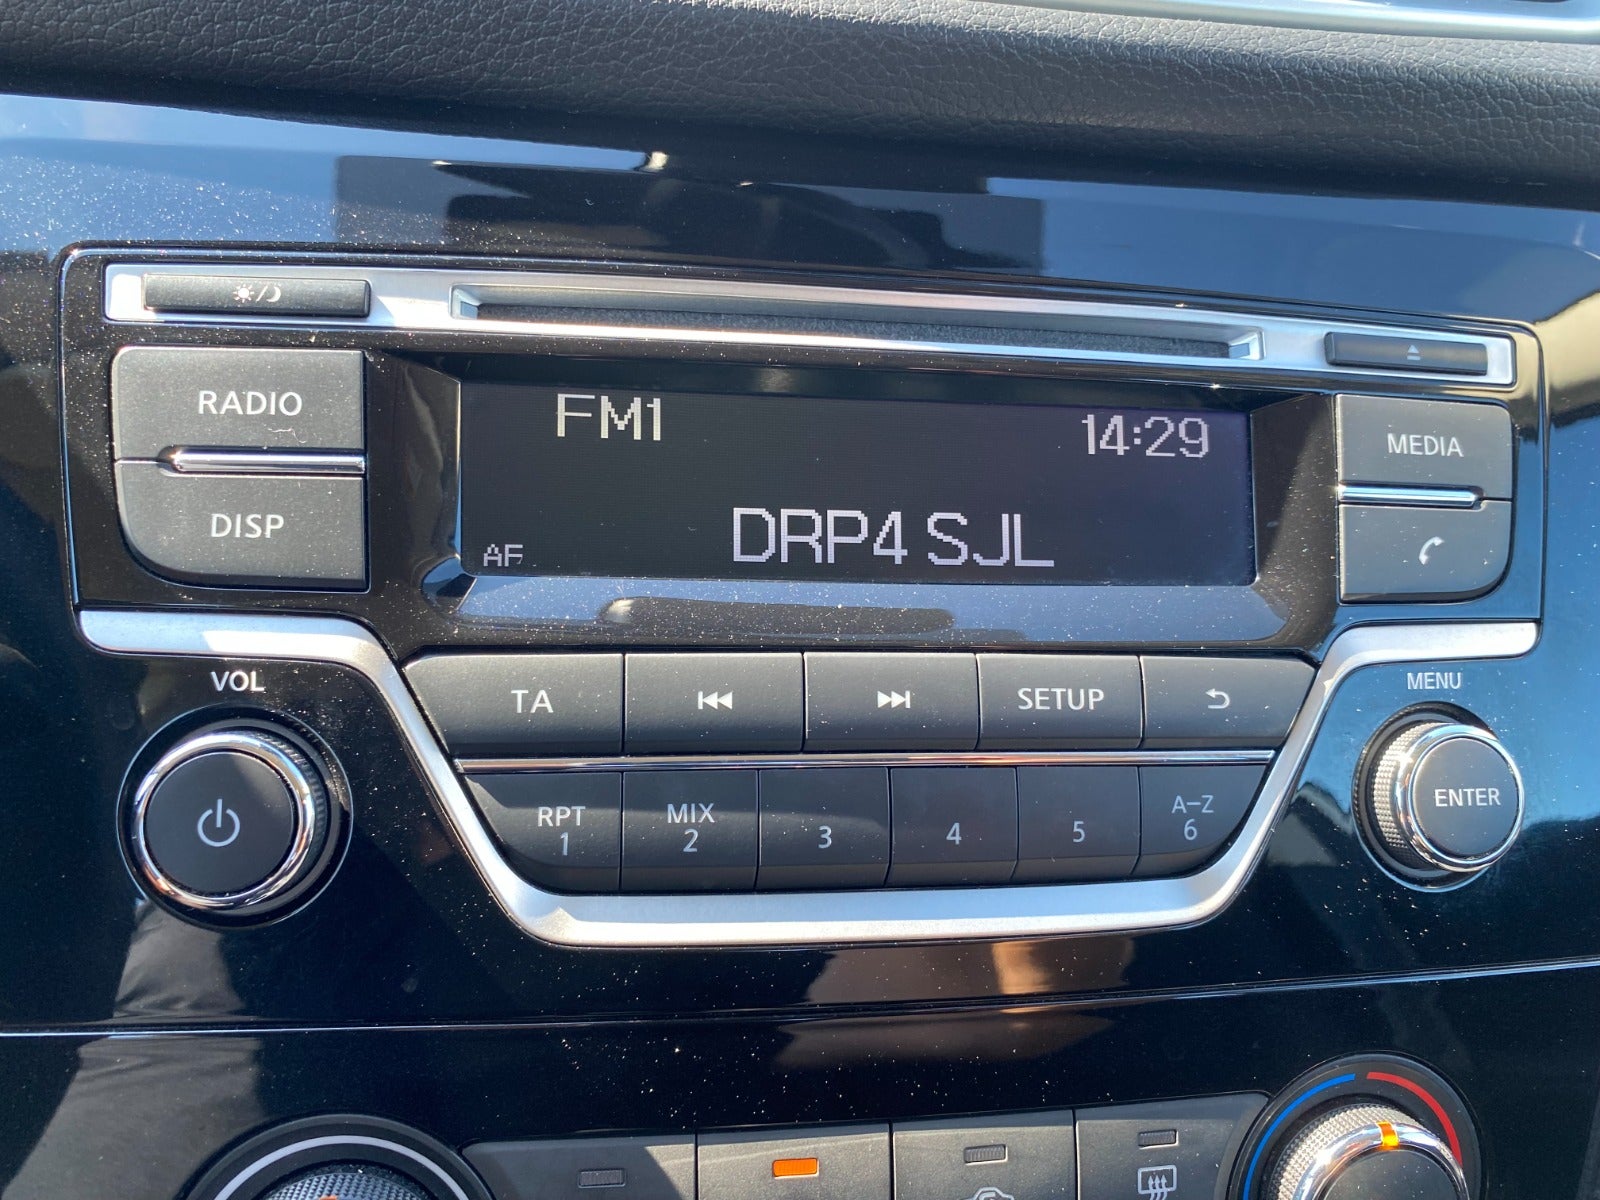 RADIO
DISP
FM1
14:29
AF
DRP4 SJL
MEDIA
VOL
TA
SETUP
MENU
RPT
1
MIX
2
3
4
5
A-Z
6
ENTER